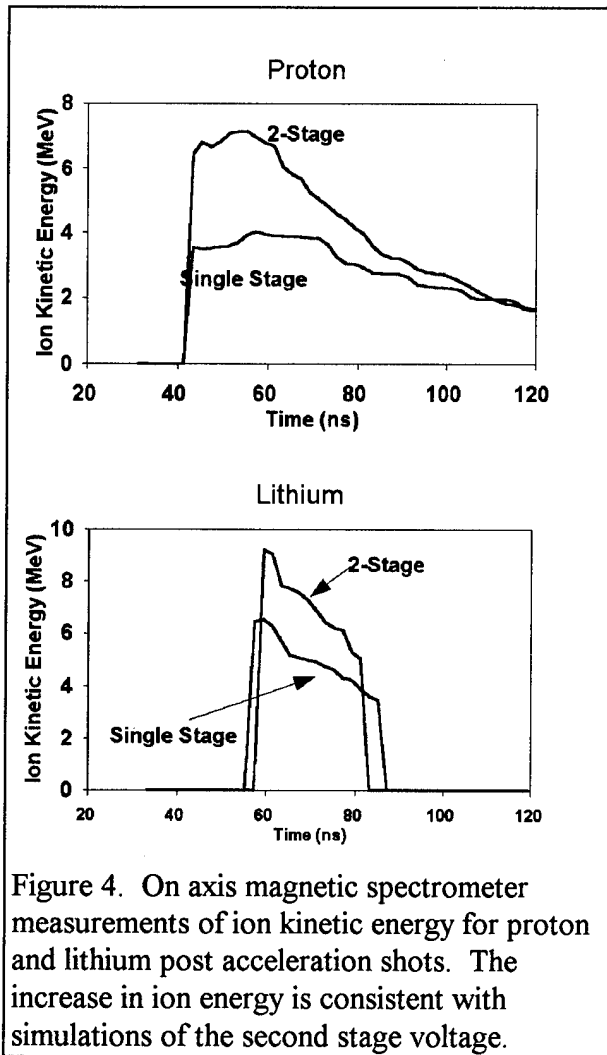 Proton
8
6
4
2
0
Ion Kinetic Energy (MeV)
2-Stage
Single Stage
20 40 60 80 100 120
Time (ns)
Lithium
10
8
6
4
2
0
Ion Kinetic Energy (MeV)
2-Stage
Single Stage
20 40 60 80 100 120
Time (ns)
Figure 4. On axis magnetic spectrometer
measurements of ion kinetic energy for proton
and lithium post acceleration shots. The
increase in ion energy is consistent with
simulations of the second stage voltage.